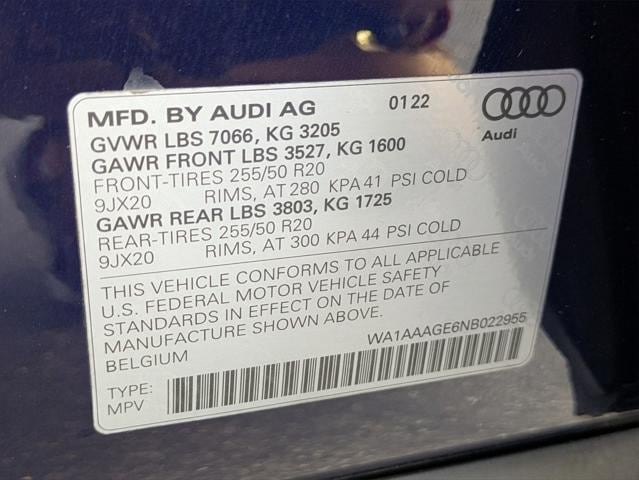 MFD. BY AUDI AG 01 22
Audi
GVWR LBS 7066, KG 3205
GAWR FRONT LBS 3527, KG 1600
FRONT-TIRES 255/50 R20
9JX20 RIMS, AT 280 KPA 41 PSI COLD
GAWR REAR LBS 3803, KG 1725
REAR-TIRES 255/50 R20
9JX20 RIMS, AT 300 KPA 44 PSI COLD
THIS VEHICLE CONFORMS TO ALL APPLICABLE
U.S. FEDERAL MOTOR VEHICLE SAFETY
STANDARDS IN EFFECT ON THE DATE OF
MANUFACTURE SHOWN ABOVE.
BELGIUM
WA1AAAGE6NB022955
TYPE:
MPV